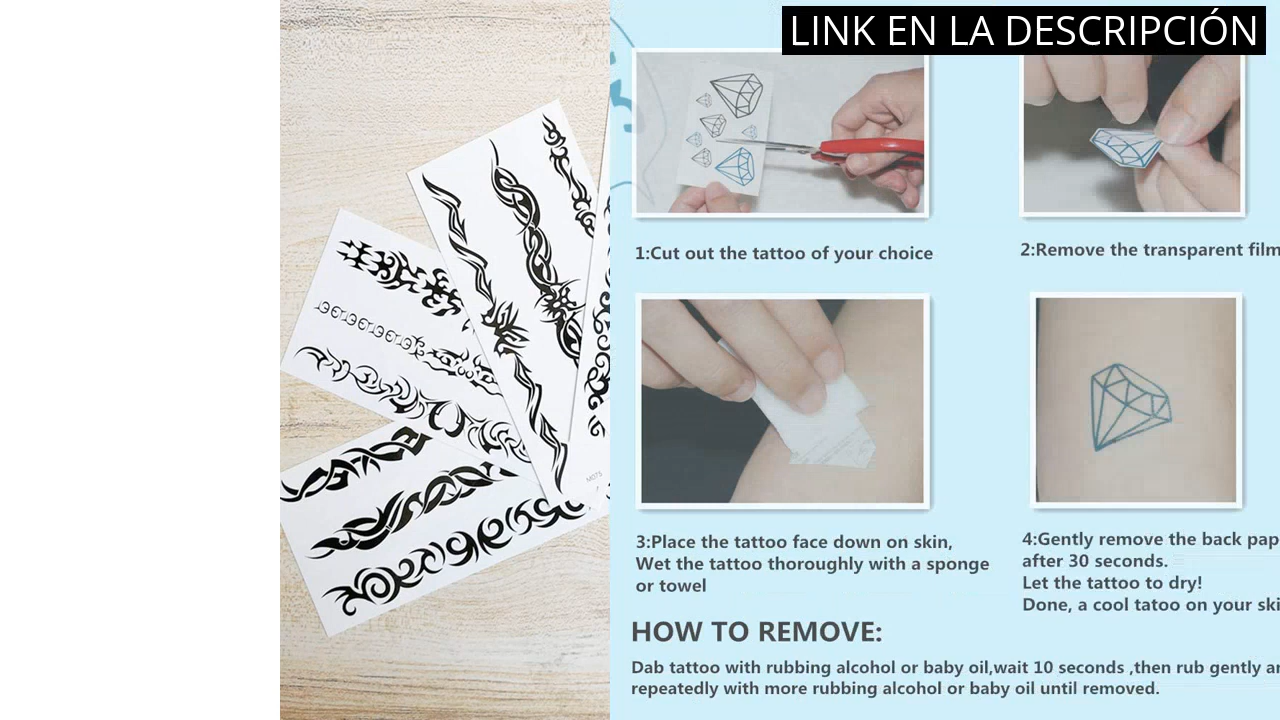 LINK EN LA DESCRIPCIÓN
1:Cut out the tattoo of your choice
2:Remove the transparent film
3:Place the tattoo face down on skin,
Wet the tattoo thoroughly with a sponge
or towel
4:Gently remove the back pap
after 30 seconds.
Let the tattoo to dry!
Done, a cool tatoo on your ski
HOW TO REMOVE:
Dab tattoo with rubbing alcohol or baby oil,wait 10 seconds ,then rub gently an
repeatedly with more rubbing alcohol or baby oil until removed.